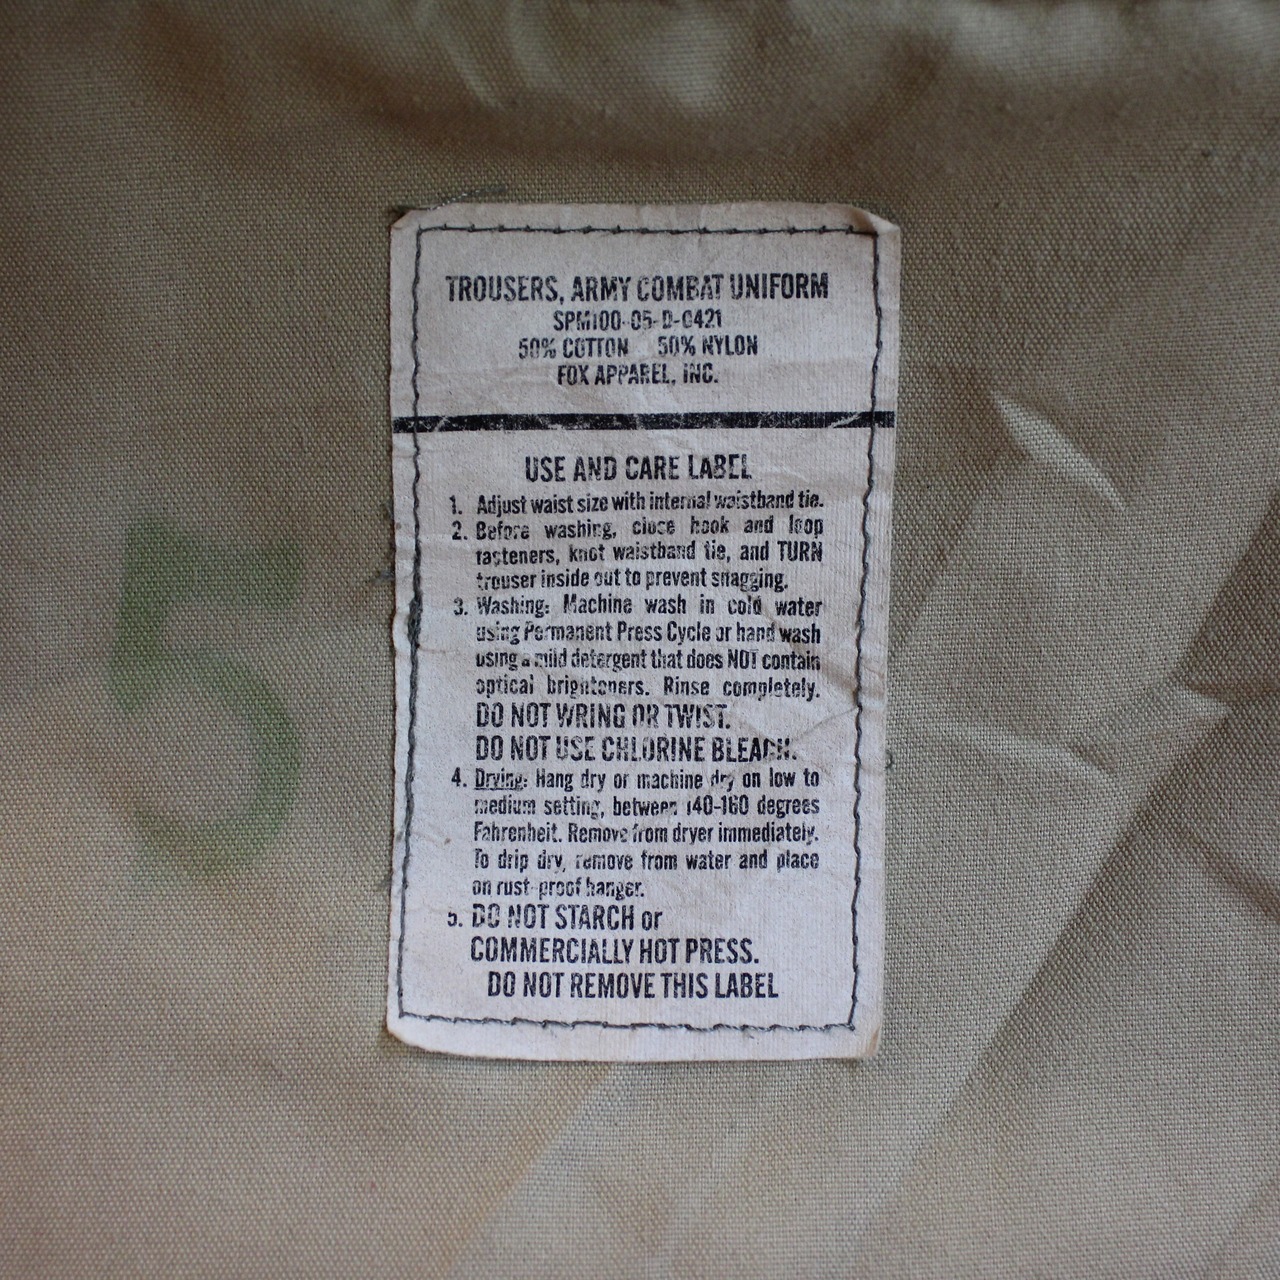 TROUSERS, ARMY COMBAT UNIFORM
SPM100-05-D-0421
50% COTTON 50% NYLON
FOX APPAREL, INC.
USE AND CARE LABEL
1. Adjust waist size with internal waistband tie.
2. Before washing, close hook and loop
fasteners, knot waistband tie, and TURN
trouser inside out to prevent snagging.
3. Washing: Machine wash in cold water
using Permanent Press Cycle or hand wash
using a mild detergent that does NOT contain
optical brighteners. Rinse completely.
DO NOT WRING OR TWIST.
DO NOT USE CHLORINE BLEACH.
4. Drying: Hang dry or machine dry on low to
medium setting, between 140-160 degrees
Fahrenheit. Remove from dryer immediately.
To drip dry, remove from water and place
on rust-proof hanger.
5. DO NOT STARCH or
COMMERCIALLY HOT PRESS.
DO NOT REMOVE THIS LABEL
5